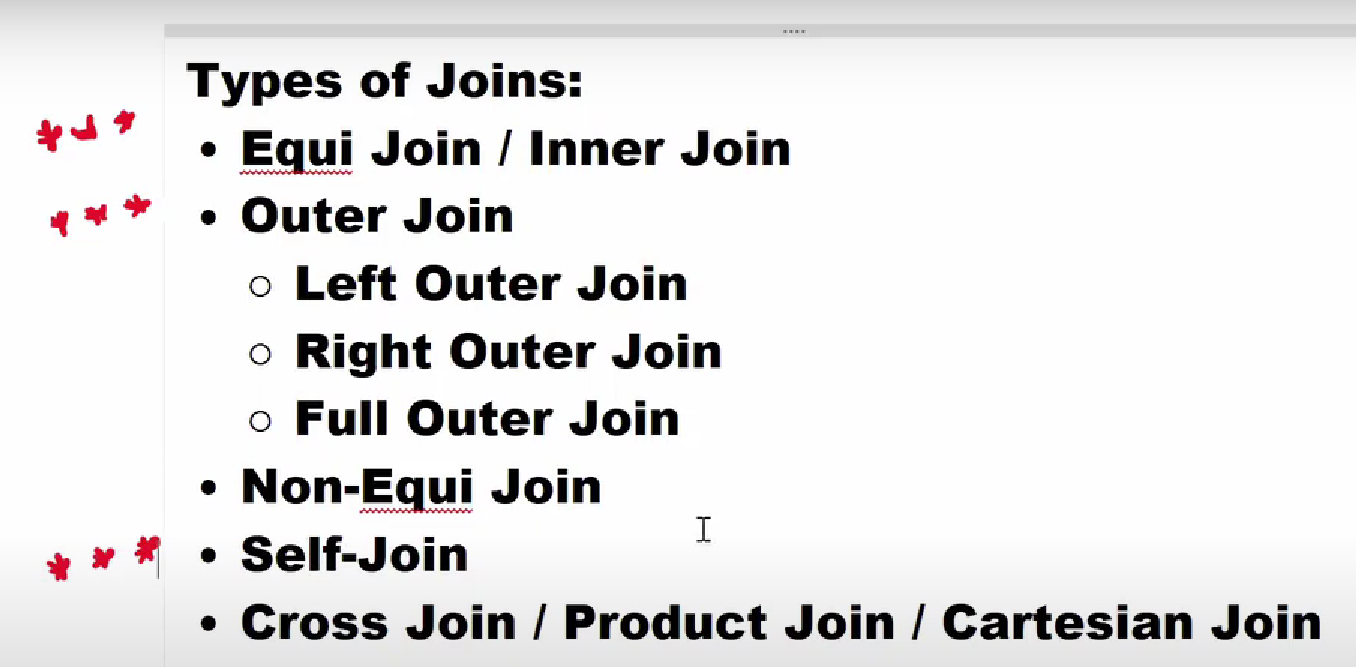 Types of Joins:
• Equi Join / Inner Join
• Outer Join
○ Left Outer Join
○ Right Outer Join
○ Full Outer Join
• Non-Equi Join
• Self-Join
• Cross Join / Product Join / Cartesian Join